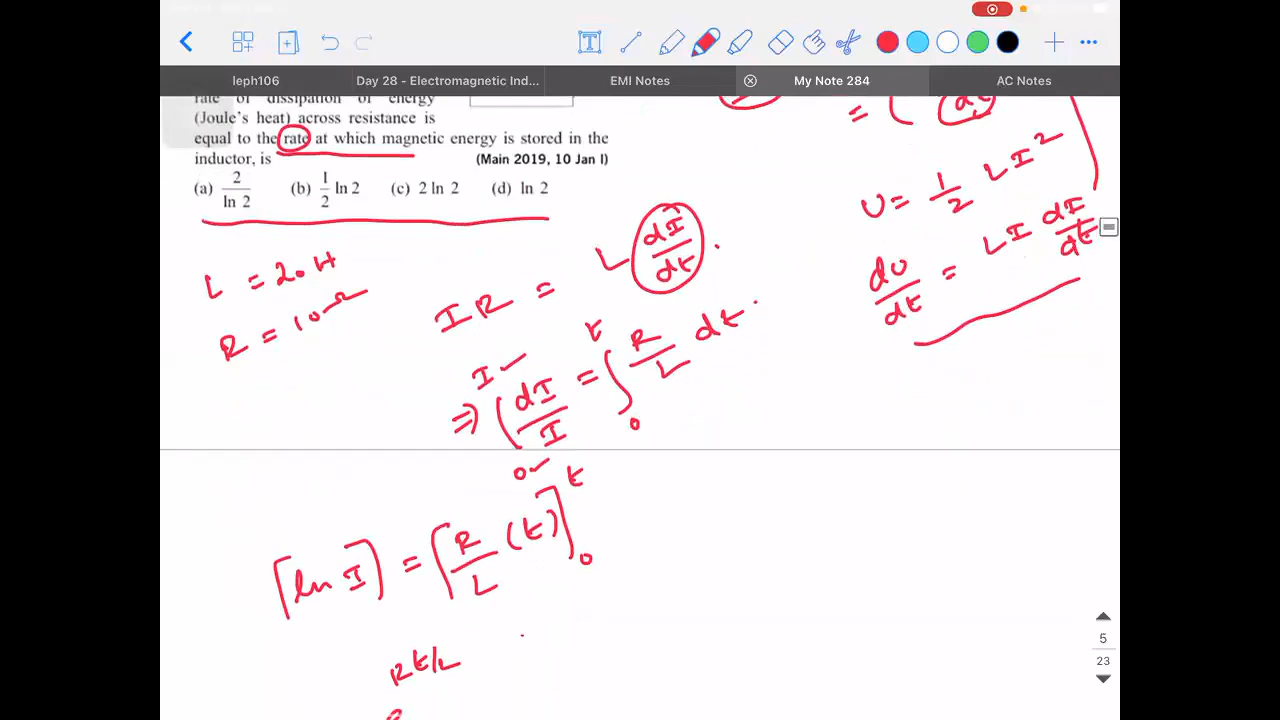 leph106
Day 28 - Electromagnetic Ind...
EMI Notes
My Note 284
AC Notes
rate of dissipation of energy
(Joule's heat) across resistance is
equal to the rate at which magnetic energy is stored in the
inductor, is
(Main 2019, 10 Jan I)
(a) 2/ln 2 (b) 1/2 ln 2 (c) 2 ln 2 (d) ln 2
U = 1/2 LI²
dU/dt = LI dI/dt
L = 20 H
R = 10 Ω
IR = L dI/dt .
⇒ ∫₀ᴵ dI/I = ∫₀ᵗ R/L dt .
[ln I] = [R/L (t)]₀ᵗ
Rt/L
5
23